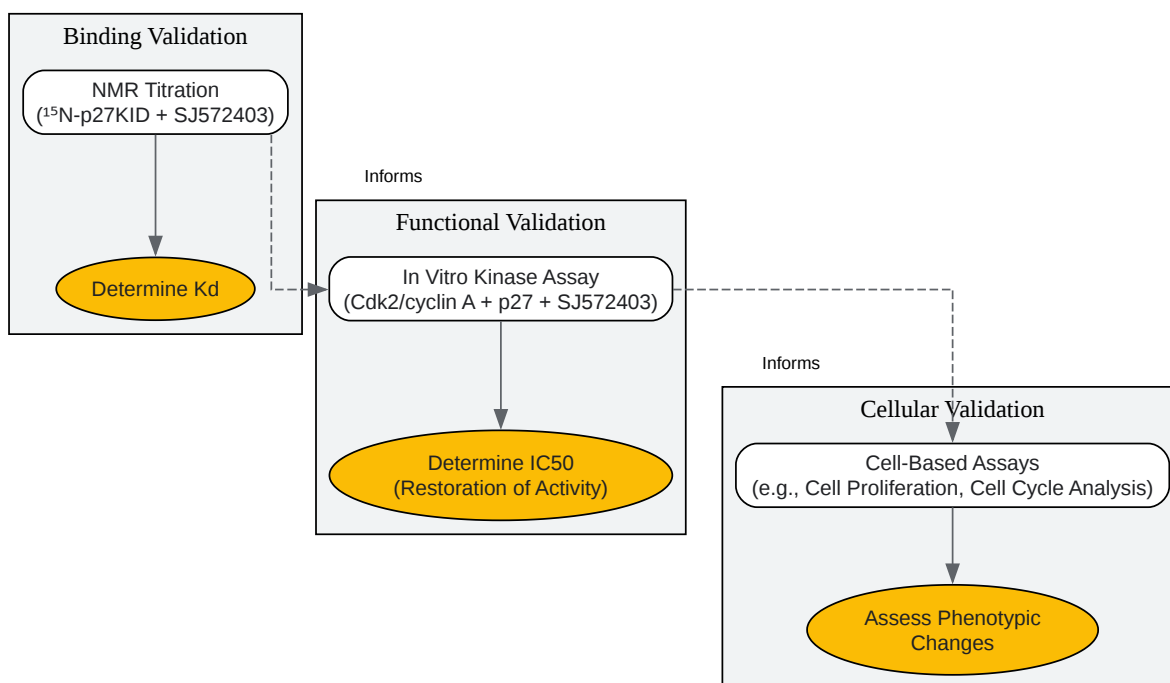 Binding Validation
NMR Titration
(¹⁵N-p27KID + SJ572403)
Determine Kd
Informs
Functional Validation
In Vitro Kinase Assay
(Cdk2/cyclin A + p27 + SJ572403)
Determine IC50
(Restoration of Activity)
Informs
Cellular Validation
Cell-Based Assays
(e.g., Cell Proliferation, Cell Cycle Analysis)
Assess Phenotypic
Changes